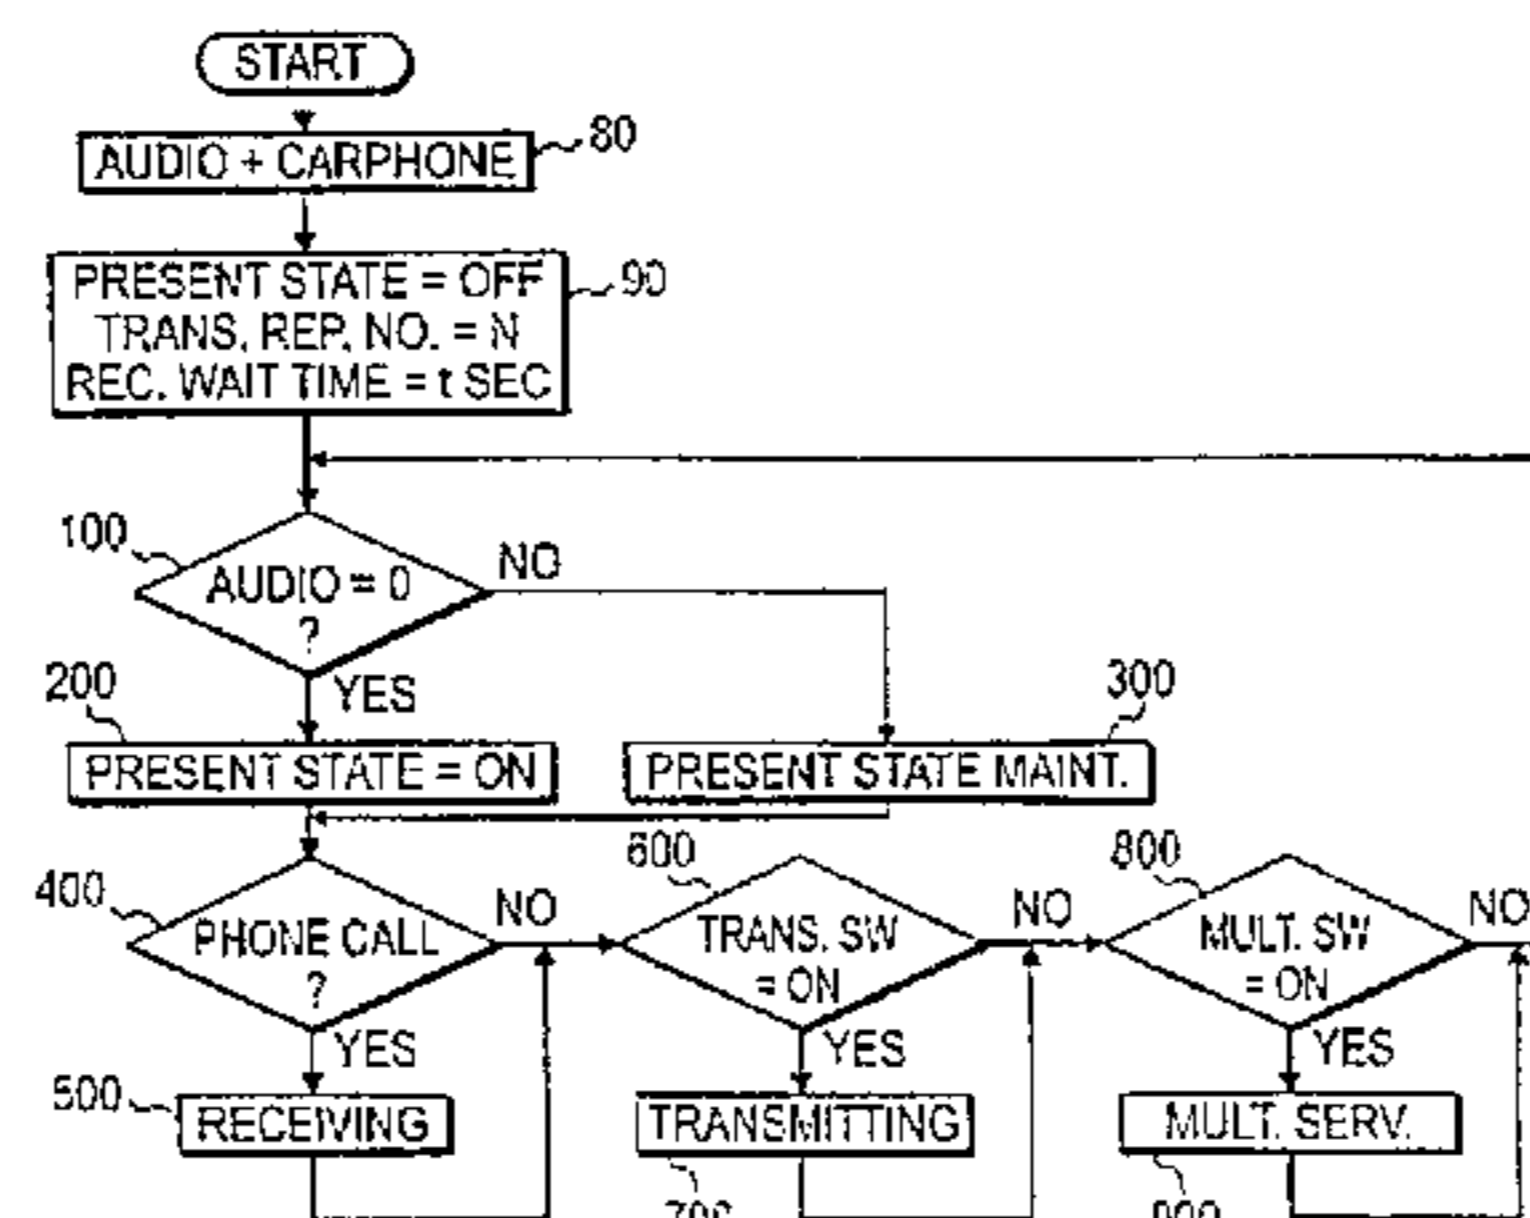 START
AUDIO + CARPHONE
80
PRESENT STATE = OFF
TRANS. REP. NO. = N
REC. WAIT TIME = t SEC
90
100
AUDIO = 0
?
NO
YES
200
PRESENT STATE = ON
300
PRESENT STATE MAINT.
400
PHONE CALL
?
NO
YES
500
RECEIVING
600
TRANS. SW
= ON
NO
YES
TRANSMITTING
800
MULT. SW
= ON
NO
YES
MULT. SERV.